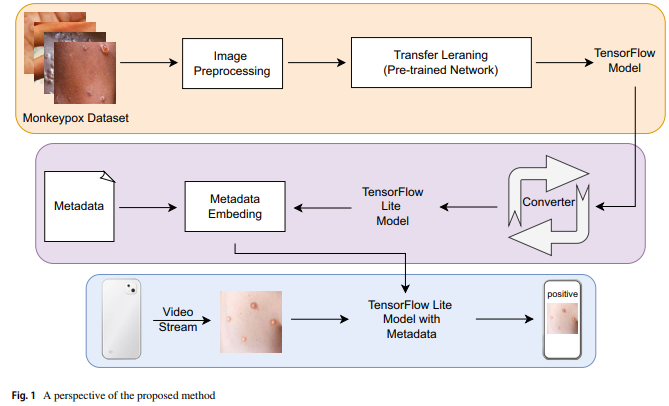 Image
Preprocessing
Transfer Leraning
(Pre-trained Network)
TensorFlow
Model
Monkeypox Dataset
Metadata
Metadata
Embeding
TensorFlow
Lite
Model
Converter
Video
Stream
TensorFlow Lite
Model with
Metadata
positive
Fig. 1 A perspective of the proposed method